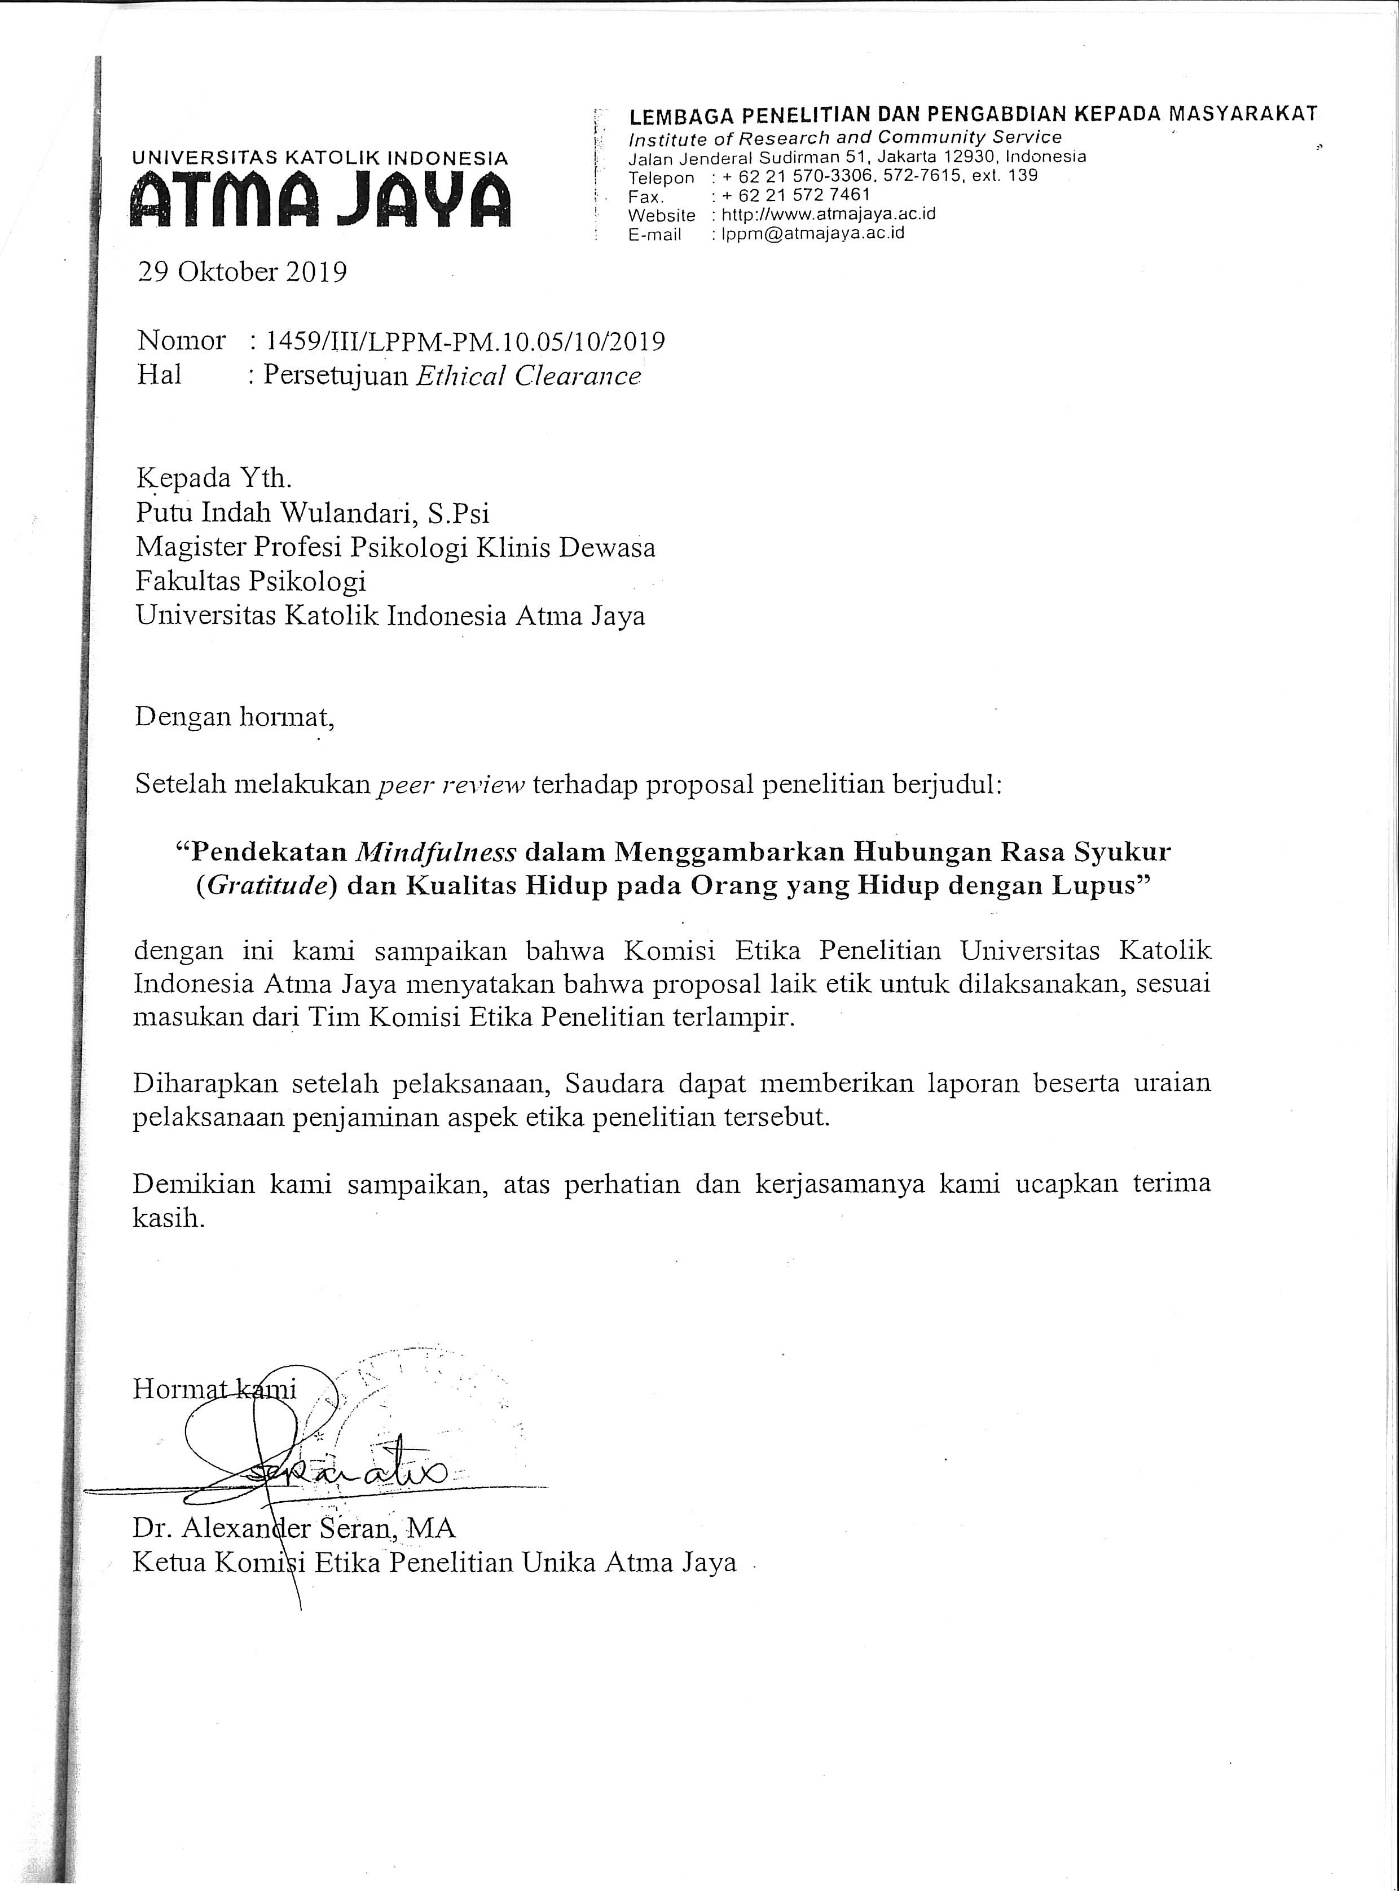 UNIVERSITAS KATOLIK INDONESIA
ATMA JAYA
LEMBAGA PENELITIAN DAN PENGABDIAN KEPADA MASYARAKAT
Institute of Research and Community Service
Jalan Jenderal Sudirman 51, Jakarta 12930, Indonesia
Telepon : + 62 21 570-3306, 572-7615, ext. 139
Fax. : + 62 21 572 7461
Website : http://www.atmajaya.ac.id
E-mail : lppm@atmajaya.ac.id
29 Oktober 2019
Nomor : 1459/III/LPPM-PM.10.05/10/2019
Hal : Persetujuan Ethical Clearance
Kepada Yth.
Putu Indah Wulandari, S.Psi
Magister Profesi Psikologi Klinis Dewasa
Fakultas Psikologi
Universitas Katolik Indonesia Atma Jaya
Dengan hormat,
Setelah melakukan peer review terhadap proposal penelitian berjudul:
“Pendekatan Mindfulness dalam Menggambarkan Hubungan Rasa Syukur
(Gratitude) dan Kualitas Hidup pada Orang yang Hidup dengan Lupus”
dengan ini kami sampaikan bahwa Komisi Etika Penelitian Universitas Katolik
Indonesia Atma Jaya menyatakan bahwa proposal laik etik untuk dilaksanakan, sesuai
masukan dari Tim Komisi Etika Penelitian terlampir.
Diharapkan setelah pelaksanaan, Saudara dapat memberikan laporan beserta uraian
pelaksanaan penjaminan aspek etika penelitian tersebut.
Demikian kami sampaikan, atas perhatian dan kerjasamanya kami ucapkan terima
kasih.
Hormat kami
Dr. Alexander Seran, MA
Ketua Komisi Etika Penelitian Unika Atma Jaya